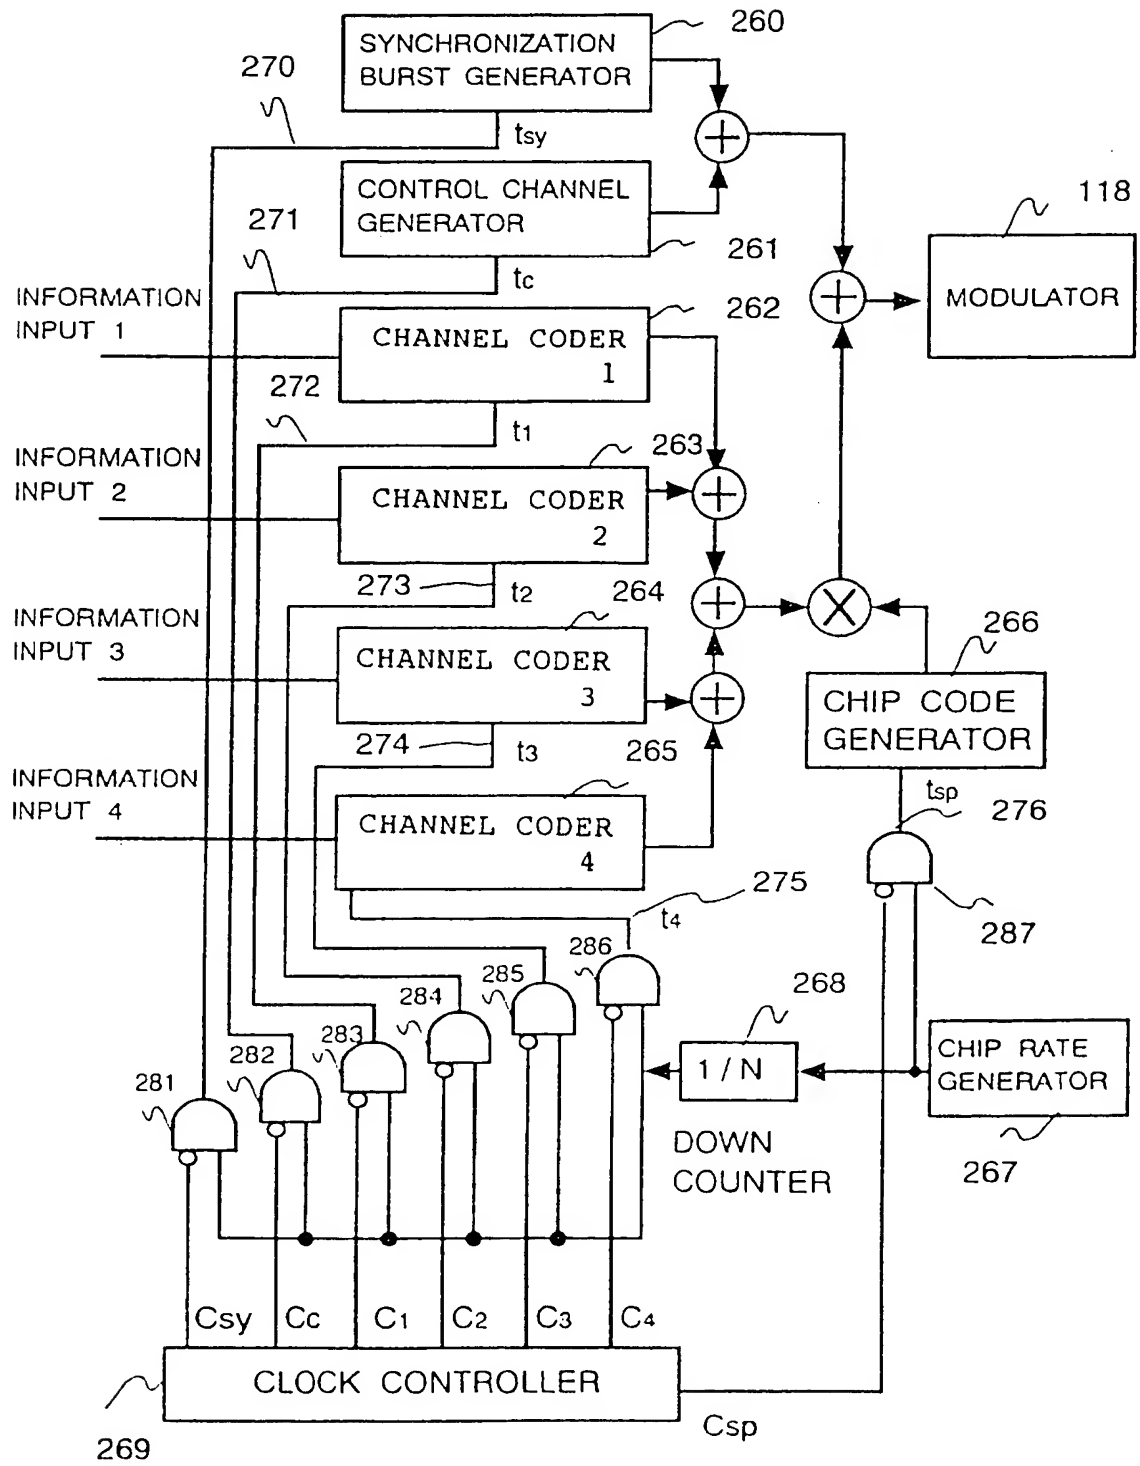 260
SYNCHRONIZATION
BURST GENERATOR
270
tsy
CONTROL CHANNEL
GENERATOR
118
271
261
tc
MODULATOR
INFORMATION
INPUT 1
262
CHANNEL CODER
1
272
t1
263
INFORMATION
INPUT 2
CHANNEL CODER
2
273
t2
264
INFORMATION
INPUT 3
CHANNEL CODER
3
266
CHIP CODE
GENERATOR
274
t3
265
INFORMATION
INPUT 4
CHANNEL CODER
4
tsp
276
275
t4
287
286
285
284
283
282
281
268
1/N
CHIP RATE
GENERATOR
DOWN
COUNTER
267
Csy
Cc
C1
C2
C3
C4
CLOCK CONTROLLER
Csp
269